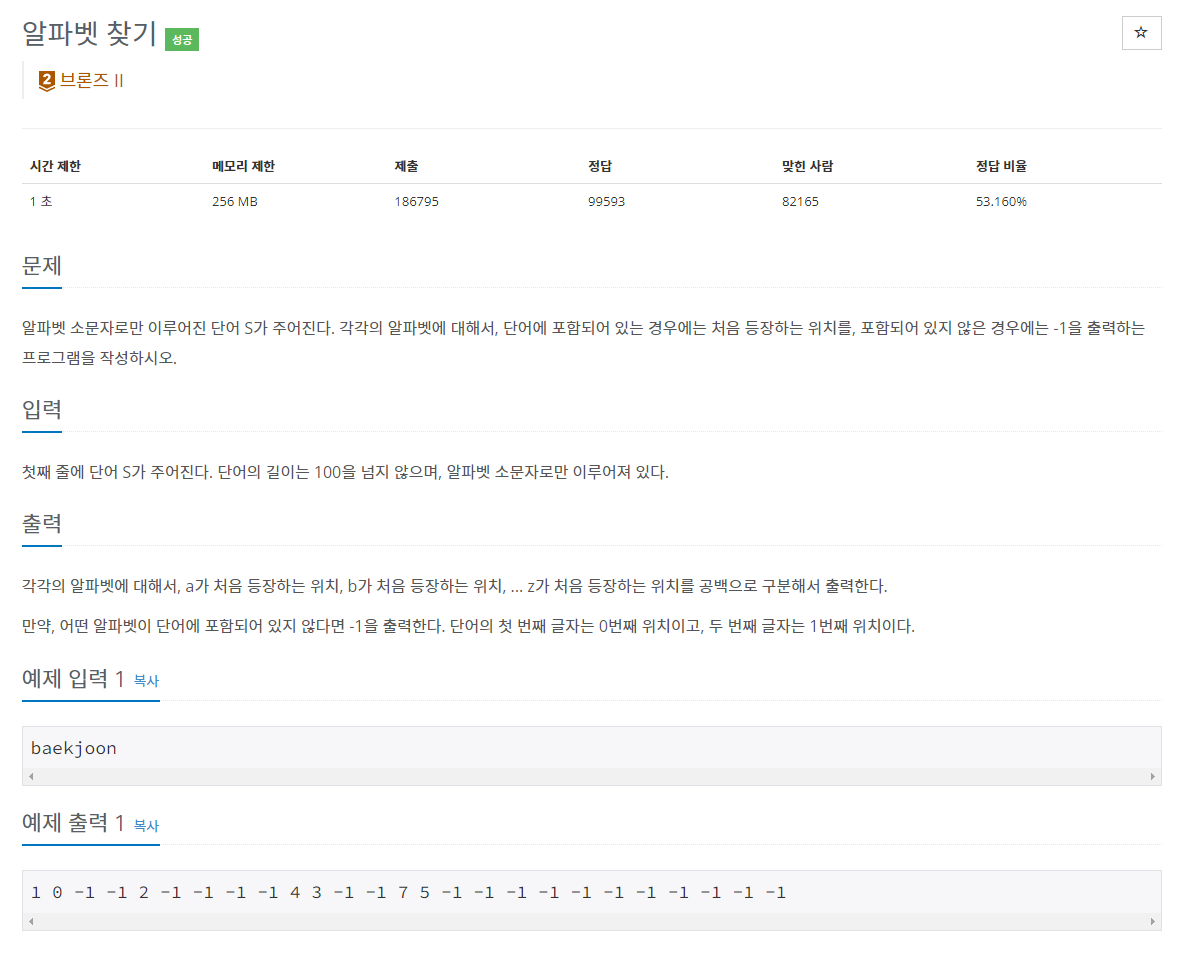 알파벳 찾기 성공
☆
2 브론즈 II
시간 제한 메모리 제한 제출 정답 맞힌 사람 정답 비율
1 초 256 MB 186795 99593 82165 53.160%
문제
알파벳 소문자로만 이루어진 단어 S가 주어진다. 각각의 알파벳에 대해서, 단어에 포함되어 있는 경우에는 처음 등장하는 위치를, 포함되어 있지 않은 경우에는 -1을 출력하는
프로그램을 작성하시오.
입력
첫째 줄에 단어 S가 주어진다. 단어의 길이는 100을 넘지 않으며, 알파벳 소문자로만 이루어져 있다.
출력
각각의 알파벳에 대해서, a가 처음 등장하는 위치, b가 처음 등장하는 위치, ... z가 처음 등장하는 위치를 공백으로 구분해서 출력한다.
만약, 어떤 알파벳이 단어에 포함되어 있지 않다면 -1을 출력한다. 단어의 첫 번째 글자는 0번째 위치이고, 두 번째 글자는 1번째 위치이다.
예제 입력 1 복사
baekjoon
예제 출력 1 복사
1 0 -1 -1 2 -1 -1 -1 -1 4 3 -1 -1 7 5 -1 -1 -1 -1 -1 -1 -1 -1 -1 -1 -1